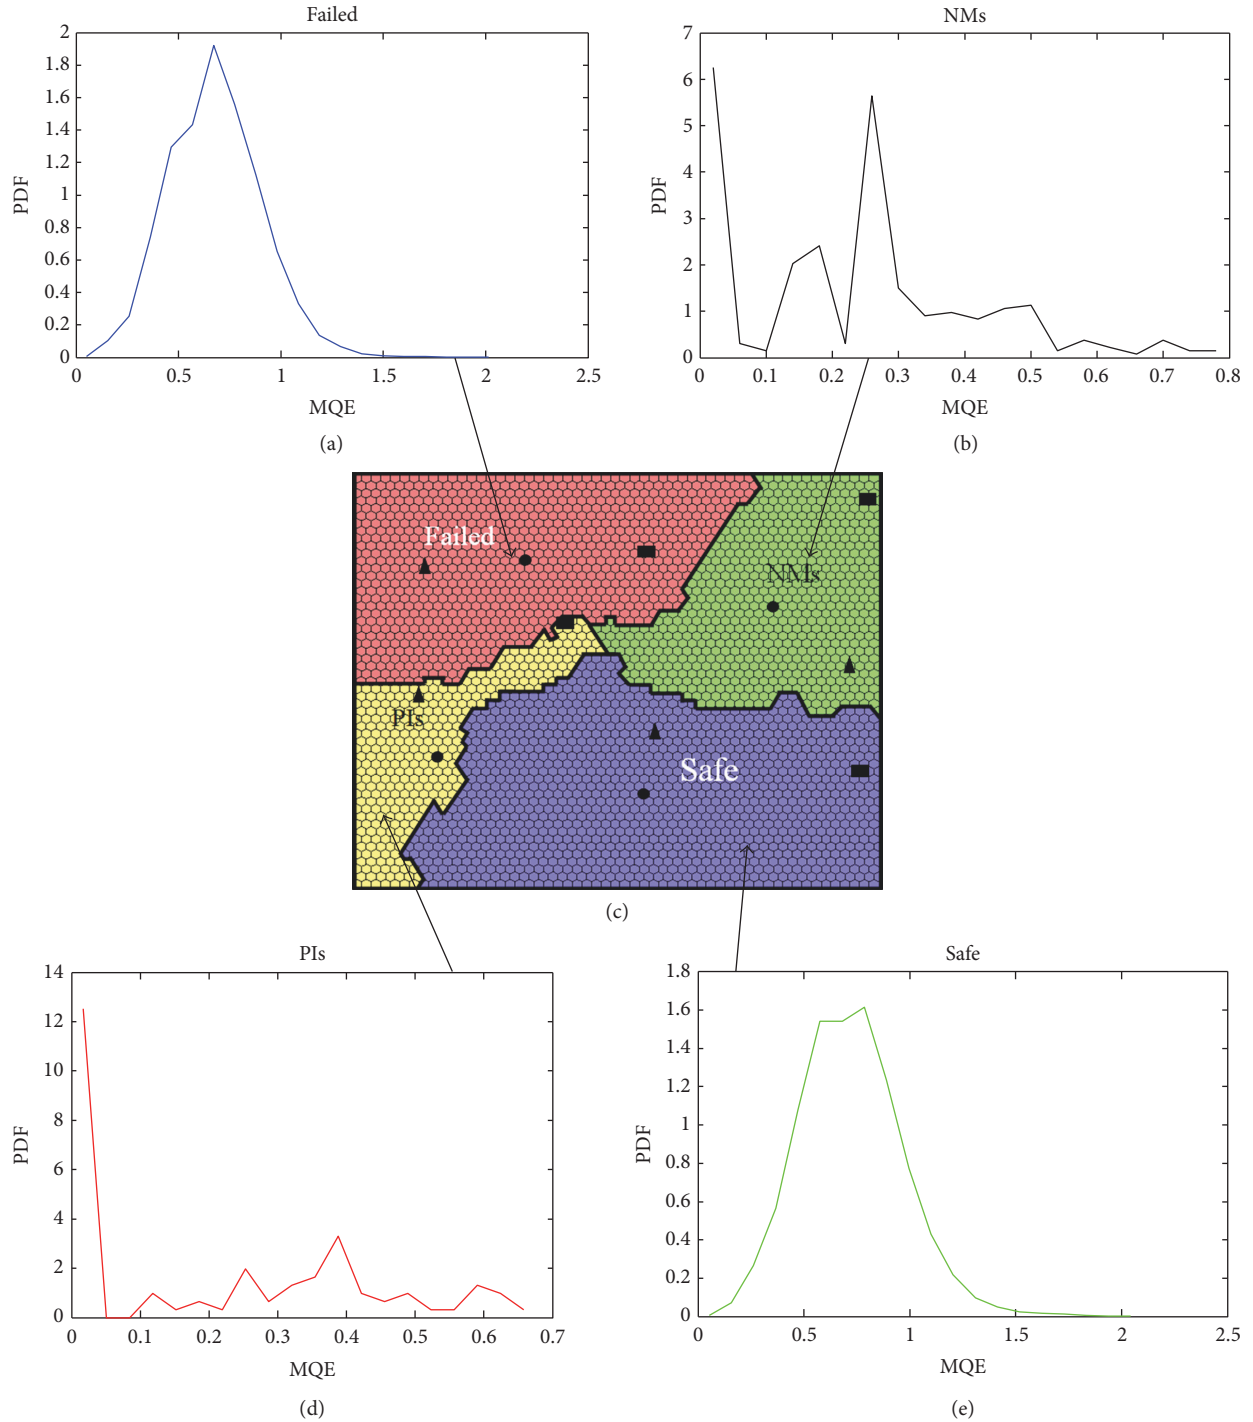 Failed
2
1.8
1.6
1.4
1.2
1
0.8
0.6
0.4
0.2
0
PDF
0 0.5 1 1.5 2 2.5
MQE
(a)
NMs
7
6
5
4
3
2
1
0
PDF
0 0.1 0.2 0.3 0.4 0.5 0.6 0.7 0.8
MQE
(b)
Failed
NMs
PIs
Safe
(c)
PIs
14
12
10
8
6
4
2
0
PDF
0 0.1 0.2 0.3 0.4 0.5 0.6 0.7
MQE
(d)
Safe
1.8
1.6
1.4
1.2
1
0.8
0.6
0.4
0.2
0
PDF
0 0.5 1 1.5 2 2.5
MQE
(e)